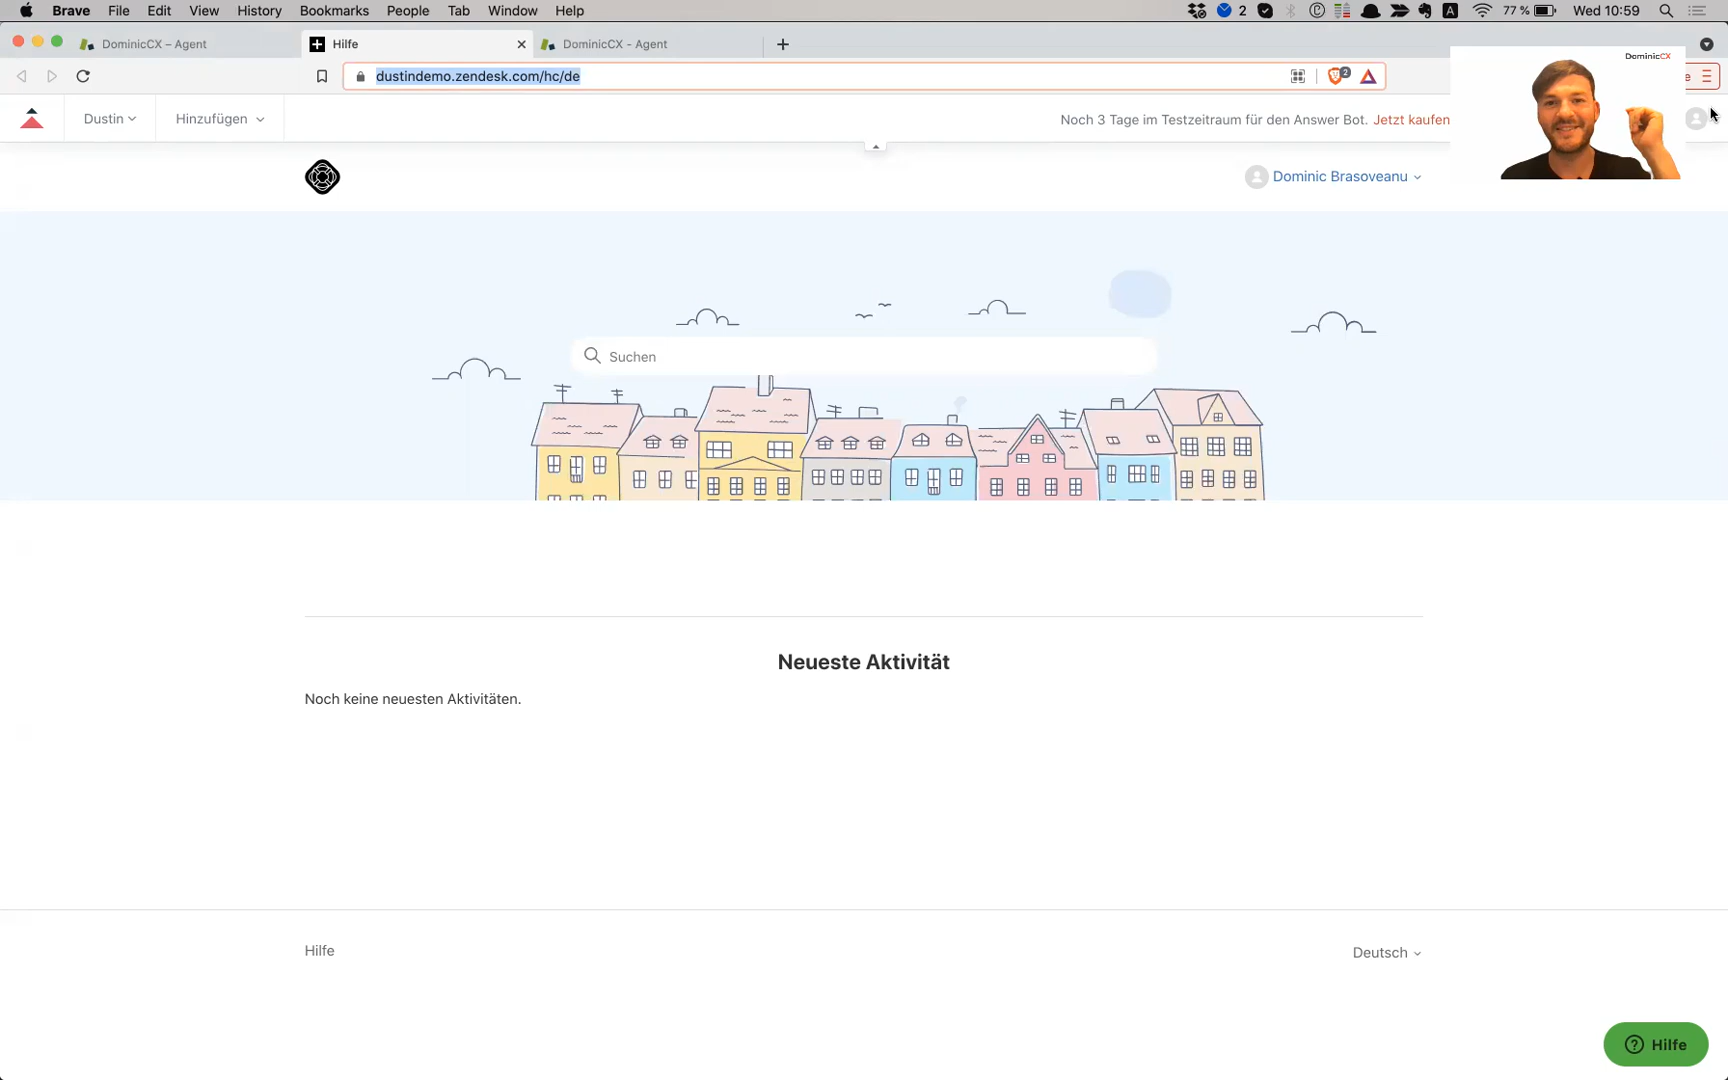 Brave File Edit View History Bookmarks People Tab Window Help 2 A 77 % Wed 10:59
DominicCX – Agent Hilfe DominicCX - Agent
dustindemo.zendesk.com/hc/de 2
DominicCX
Dustin Hinzufügen Noch 3 Tage im Testzeitraum für den Answer Bot. Jetzt kaufen
Dominic Brasoveanu
Suchen
Neueste Aktivität
Noch keine neuesten Aktivitäten.
Hilfe Deutsch
Hilfe